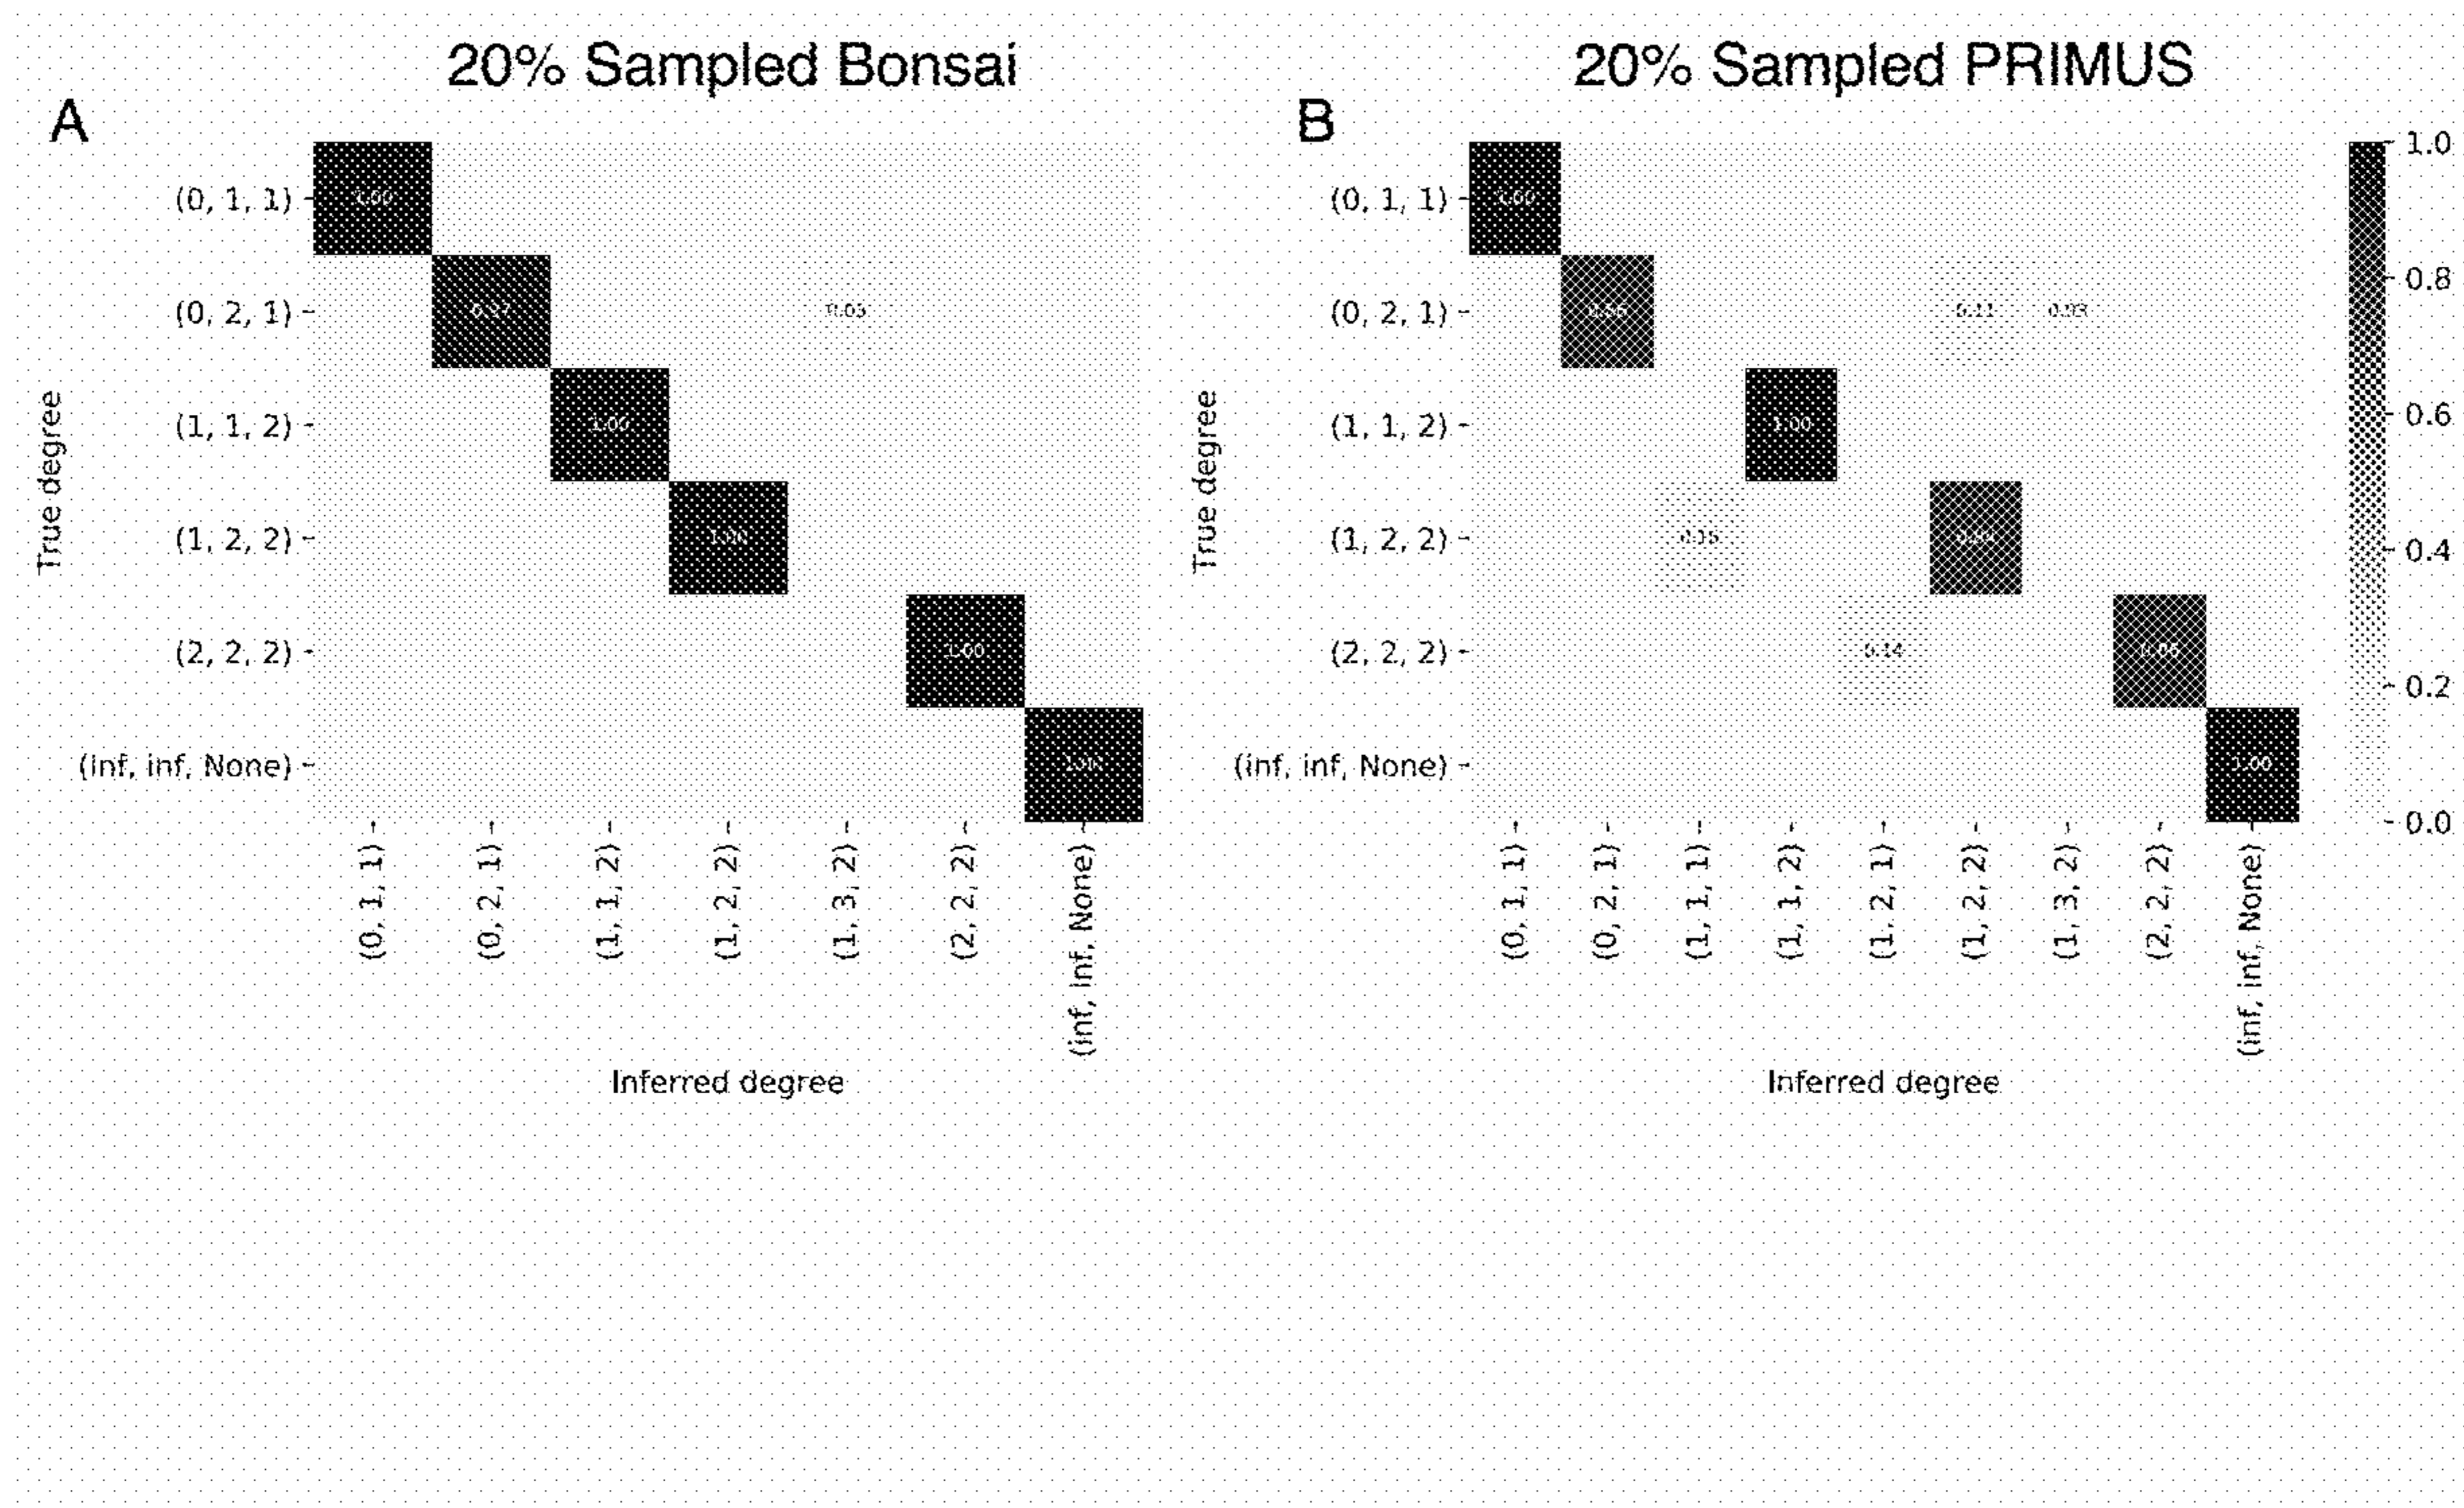 20% Sampled Bonsai
A
True degree
(0, 1, 1)
(0, 2, 1)
(1, 1, 2)
(1, 2, 2)
(2, 2, 2)
(inf, inf, None)
1.00
0.03
1.00
1.00
1.00
(0, 1, 1)
(0, 2, 1)
(1, 1, 2)
(1, 2, 2)
(1, 3, 2)
(2, 2, 2)
(inf, inf, None)
Inferred degree
20% Sampled PRIMUS
B
True degree
(0, 1, 1)
(0, 2, 1)
(1, 1, 2)
(1, 2, 2)
(2, 2, 2)
(inf, inf, None)
1.00
0.11
0.03
1.00
0.14
1.00
(0, 1, 1)
(0, 2, 1)
(1, 1, 1)
(1, 1, 2)
(1, 2, 1)
(1, 2, 2)
(1, 3, 2)
(2, 2, 2)
(inf, inf, None)
Inferred degree
1.0
0.8
0.6
0.4
0.2
0.0